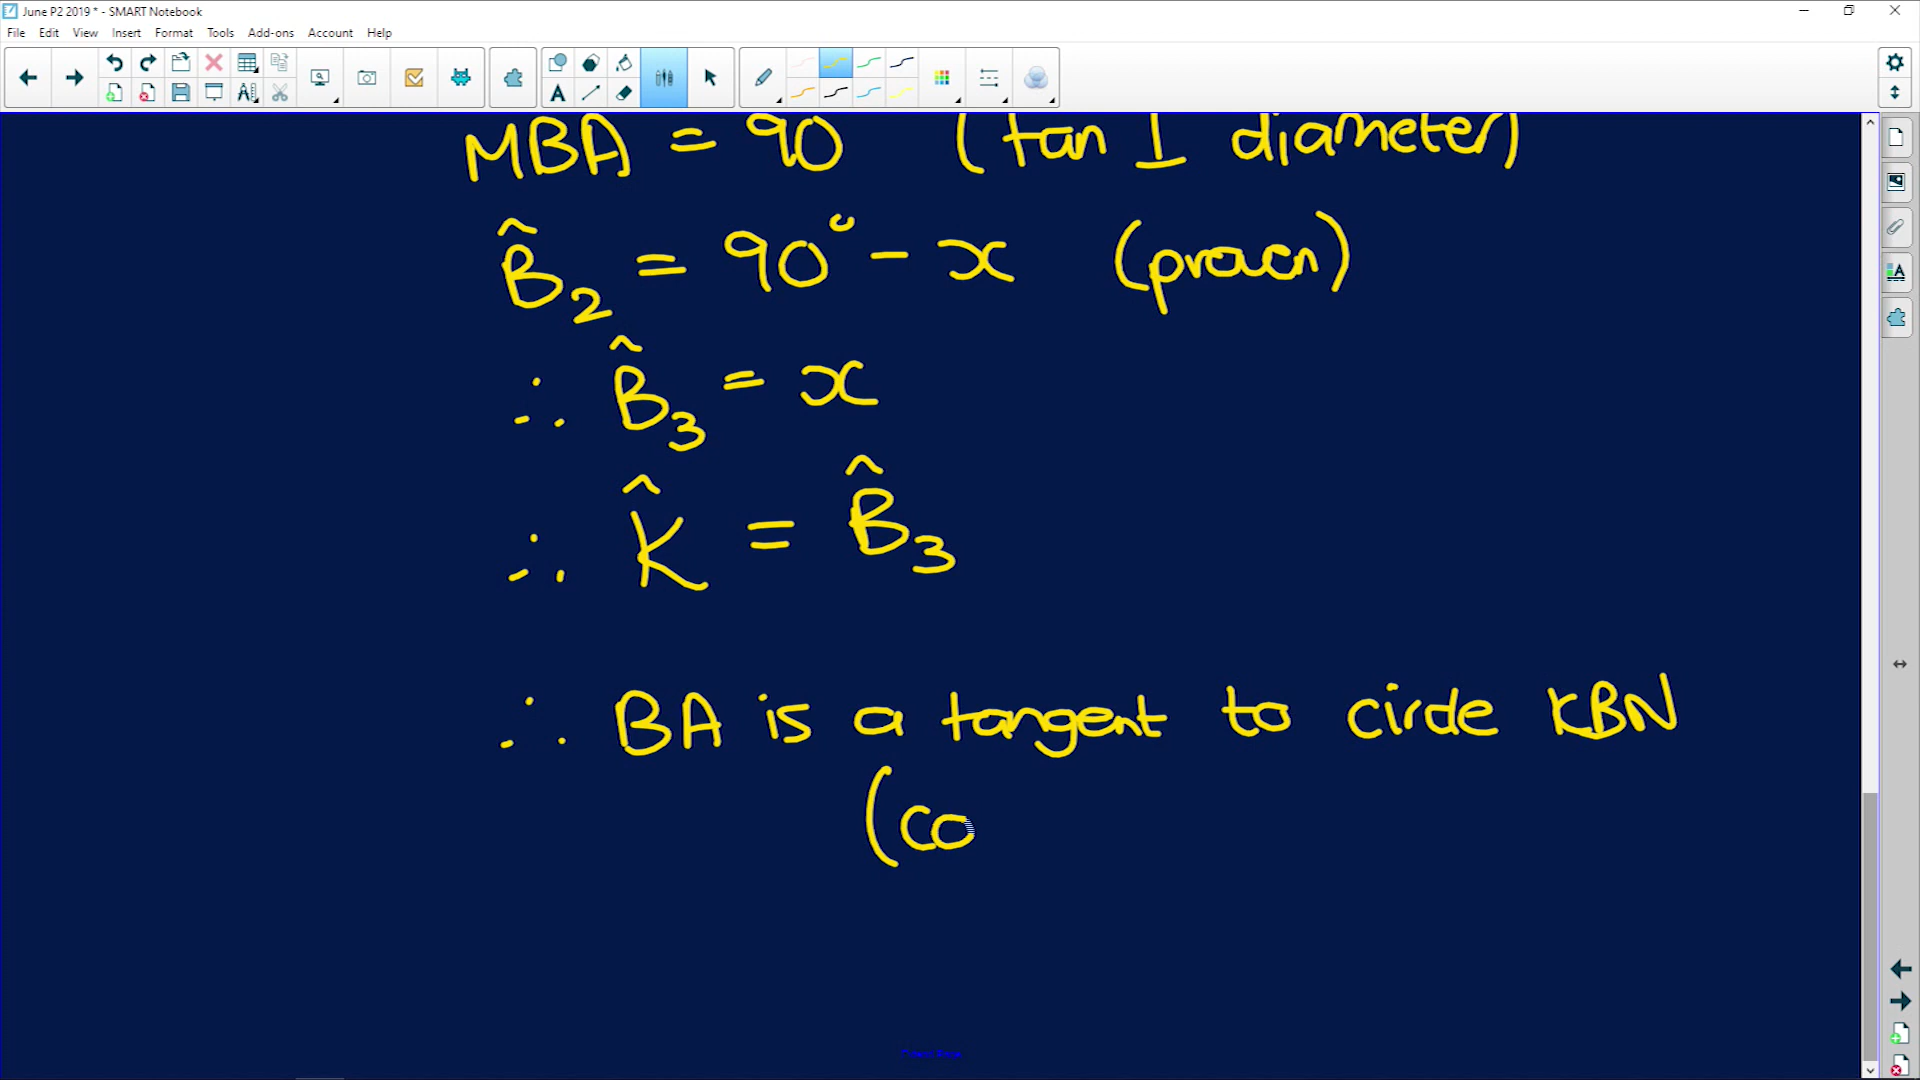 June P2 2019 * - SMART Notebook
File Edit View Insert Format Tools Add-ons Account Help
MBA = 90 (tan ⊥ diameter)
B̂₂ = 90° - x (proven)
∴ B̂₃ = x
∴ K̂ = B̂₃
∴ BA is a tangent to circle KBN
(co